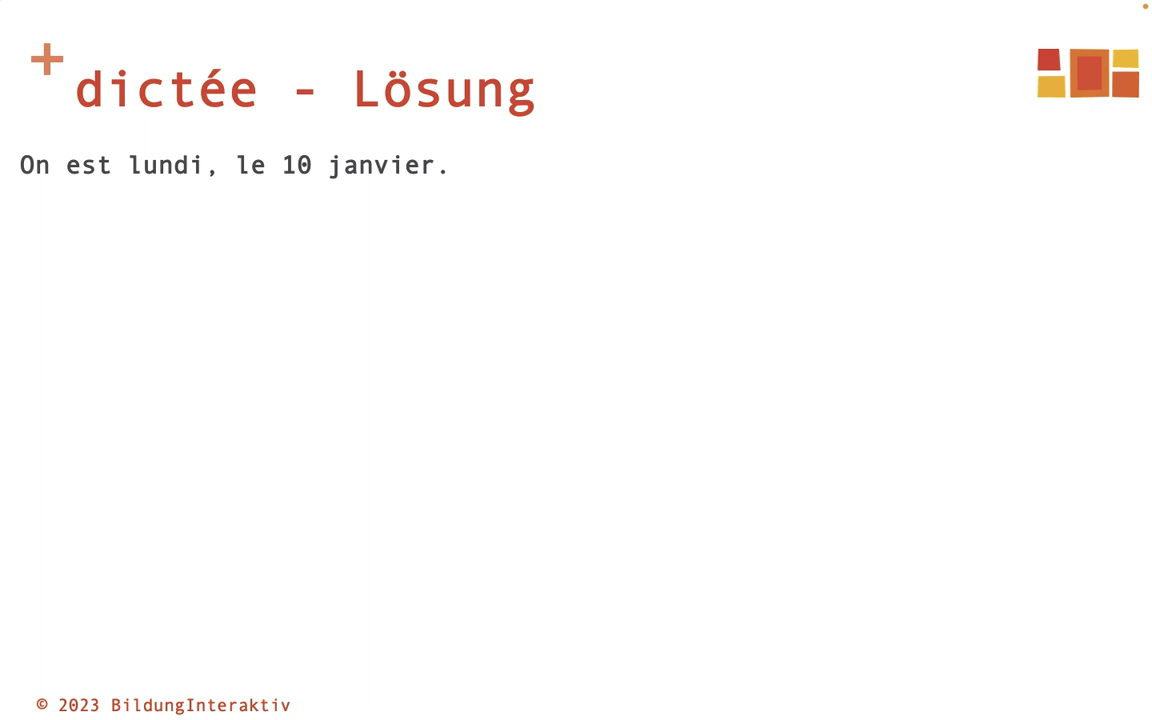 dictée - Lösung
On est lundi, le 10 janvier.
© 2023 BildungInteraktiv